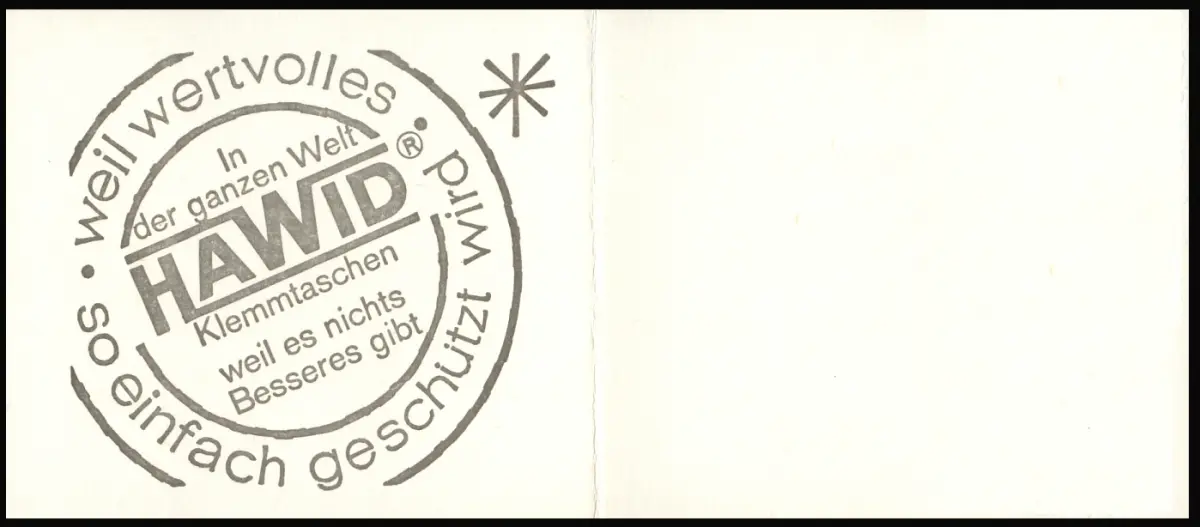 weil wertvolles • wird
so einfach geschützt •
In
der ganzen Welt
HAWID®
Klemmtaschen
weil es nichts
Besseres gibt
*